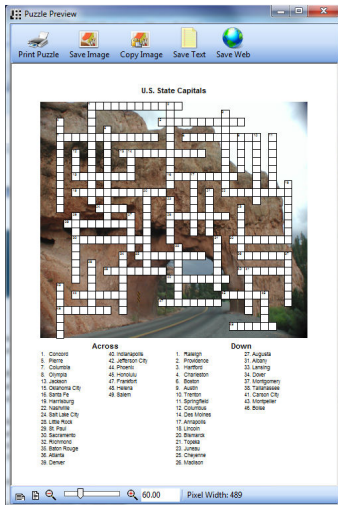 Puzzle Preview
Print Puzzle Save Image Copy Image Save Text Save Web
U.S. State Capitals
Across
1. Concord
5. Pierre
7. Columbia
8. Olympia
13. Jackson
15. Oklahoma City
16. Santa Fe
19. Harrisburg
22. Nashville
24. Salt Lake City
28. Little Rock
29. St. Paul
30. Sacramento
32. Richmond
35. Baton Rouge
36. Atlanta
39. Denver
40. Indianapolis
42. Jefferson City
44. Phoenix
45. Honolulu
47. Frankfort
48. Helena
49. Salem
Down
1. Raleigh
2. Providence
3. Hartford
4. Charleston
6. Boston
9. Austin
10. Trenton
11. Springfield
12. Columbus
14. Des Moines
17. Annapolis
18. Lincoln
20. Bismarck
21. Topeka
23. Juneau
25. Cheyenne
26. Madison
27. Augusta
31. Albany
33. Lansing
34. Dover
37. Montgomery
38. Tallahassee
41. Carson City
43. Montpelier
46. Boise
60.00 Pixel Width: 489